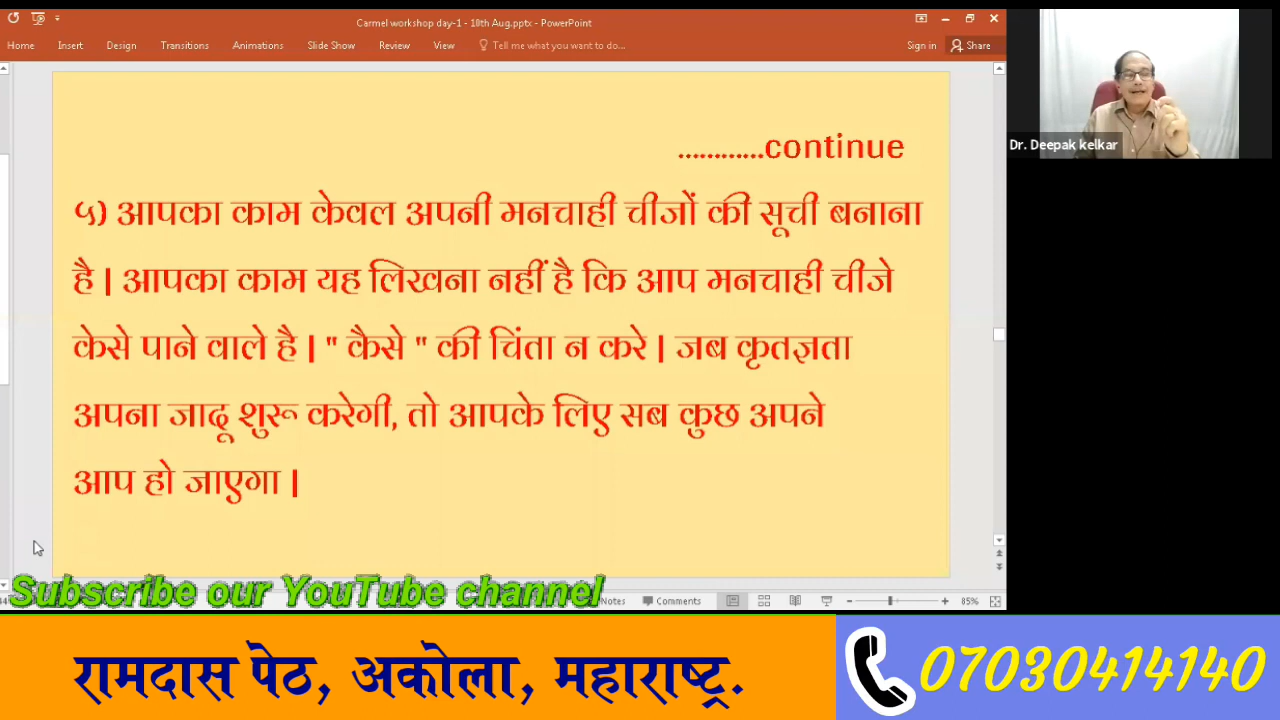 Carmel workshop day-1 - 10th Aug.pptx - PowerPoint
Home Insert Design Transitions Animations Slide Show Review View Tell me what you want to do... Sign in Share
............continue
५) आपका काम केवल अपनी मनचाही चीजों की सूची बनाना
है | आपका काम यह लिखना नहीं है कि आप मनचाही चीजे
केसे पाने वाले है | " कैसे " की चिंता न करे | जब कृतज्ञता
अपना जादू शुरू करेगी, तो आपके लिए सब कुछ अपने
आप हो जाएगा |
Dr. Deepak kelkar
Subscribe our YouTube channel
Notes Comments 85%
रामदास पेठ, अकोला, महाराष्ट्र.
07030414140